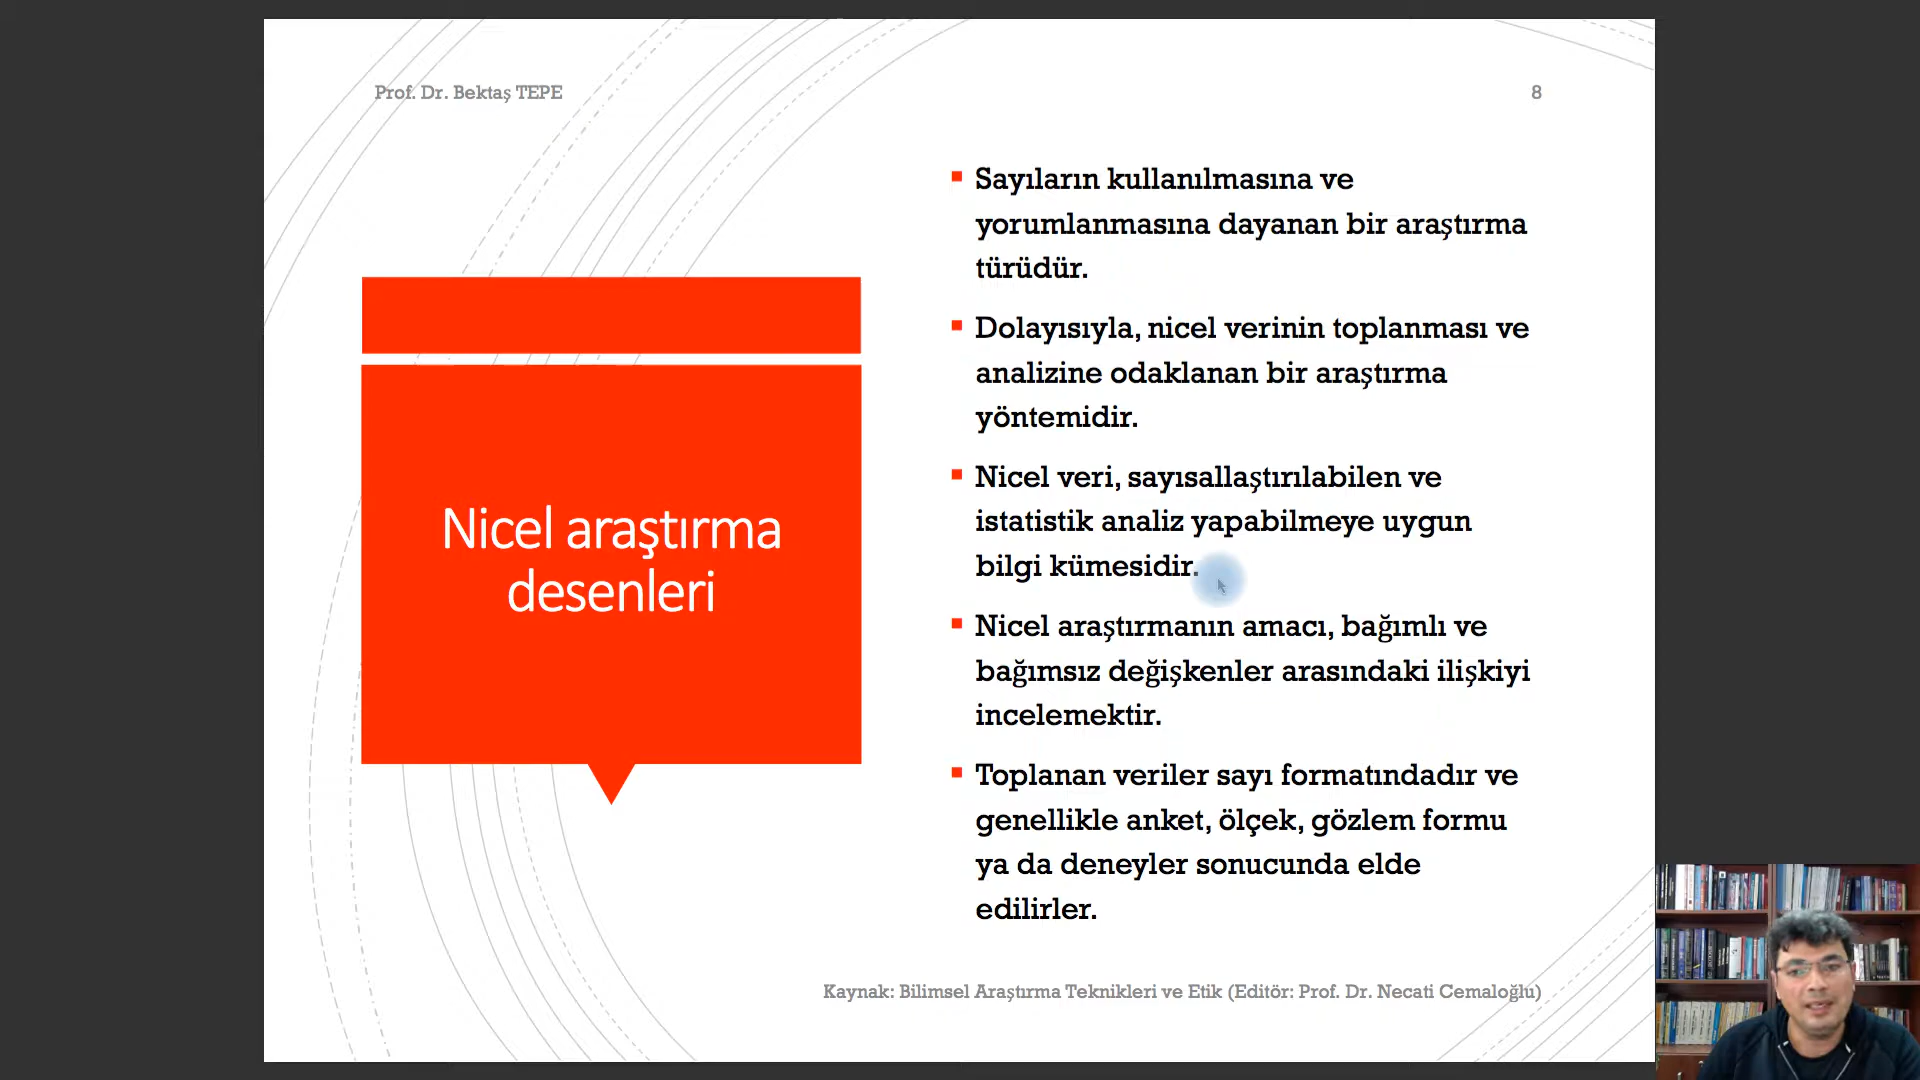 Prof. Dr. Bektaş TEPE
8
Nicel araştırma
desenleri
Sayıların kullanılmasına ve
yorumlanmasına dayanan bir araştırma
türüdür.
Dolayısıyla, nicel verinin toplanması ve
analizine odaklanan bir araştırma
yöntemidir.
Nicel veri, sayısallaştırılabilen ve
istatistik analiz yapabilmeye uygun
bilgi kümesidir.
Nicel araştırmanın amacı, bağımlı ve
bağımsız değişkenler arasındaki ilişkiyi
incelemektir.
Toplanan veriler sayı formatındadır ve
genellikle anket, ölçek, gözlem formu
ya da deneyler sonucunda elde
edilirler.
Kaynak: Bilimsel Araştırma Teknikleri ve Etik (Editör: Prof. Dr. Necati Cemaloğlu)